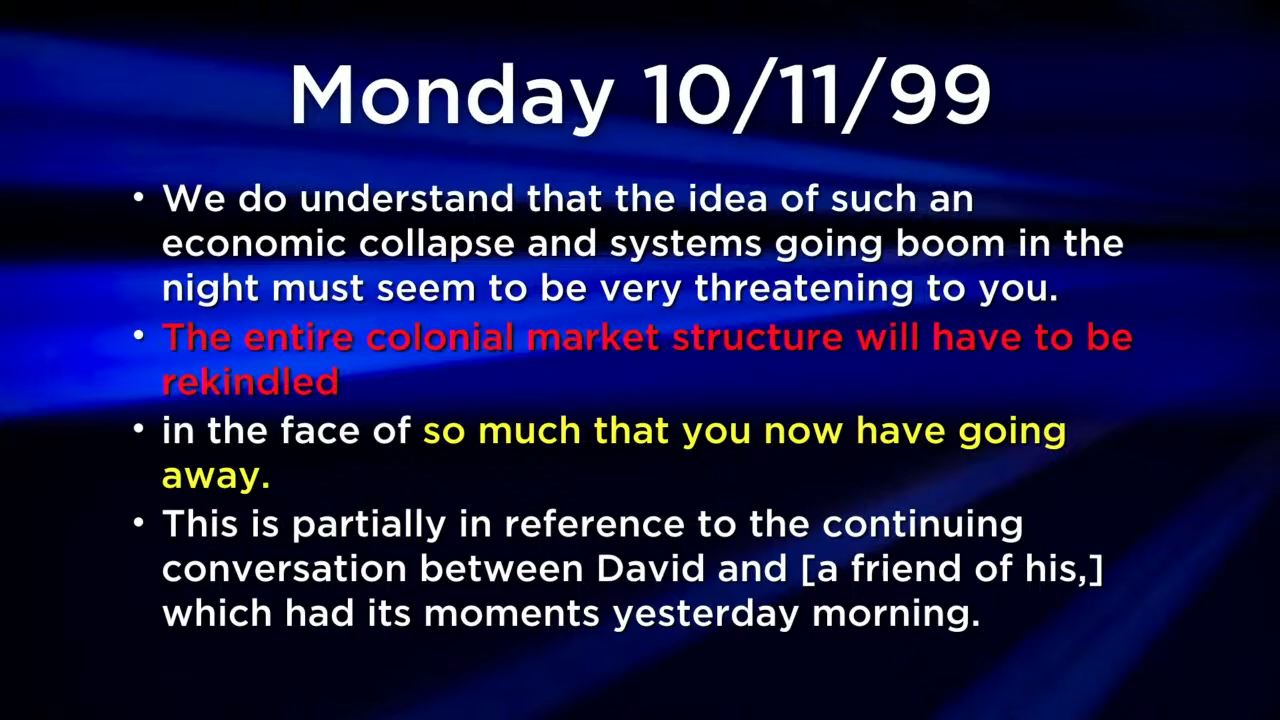 Monday 10/11/99
• We do understand that the idea of such an
economic collapse and systems going boom in the
night must seem to be very threatening to you.
• The entire colonial market structure will have to be
rekindled
• in the face of so much that you now have going
away.
• This is partially in reference to the continuing
conversation between David and [a friend of his,]
which had its moments yesterday morning.